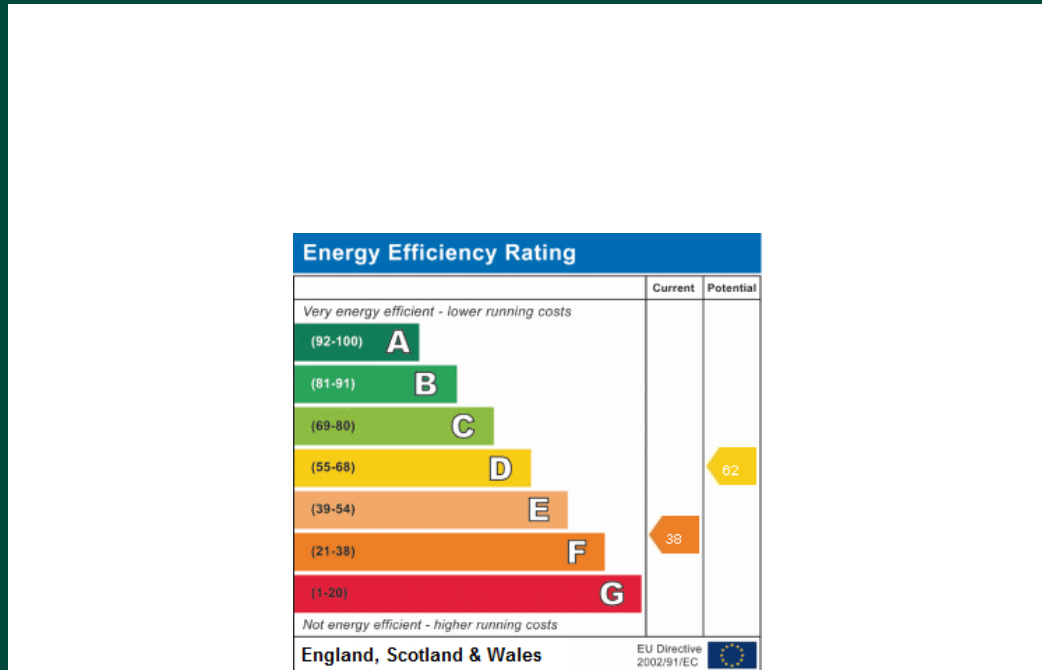 Energy Efficiency Rating
Current Potential
Very energy efficient - lower running costs
(92-100) A
(81-91) B
(69-80) C
(55-68) D
62
(39-54) E
38
(21-38) F
(1-20) G
Not energy efficient - higher running costs
England, Scotland & Wales
EU Directive
2002/91/EC